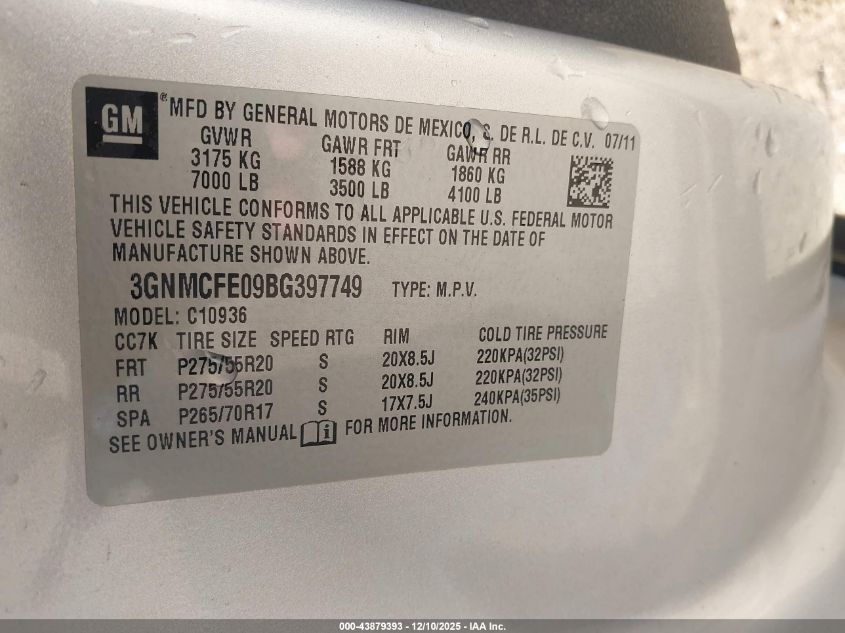 GM ® MFD BY GENERAL MOTORS DE MEXICO, S. DE R.L. DE C.V. 07/11
GVWR GAWR FRT GAWR RR
3175 KG 1588 KG 1860 KG
7000 LB 3500 LB 4100 LB
THIS VEHICLE CONFORMS TO ALL APPLICABLE U.S. FEDERAL MOTOR
VEHICLE SAFETY STANDARDS IN EFFECT ON THE DATE OF
MANUFACTURE SHOWN ABOVE.
3GNMCFE09BG397749 TYPE: M.P.V.
MODEL: C10936
CC7K TIRE SIZE SPEED RTG RIM COLD TIRE PRESSURE
FRT P275/55R20 S 20X8.5J 220KPA(32PSI)
RR P275/55R20 S 20X8.5J 220KPA(32PSI)
SPA P265/70R17 S 17X7.5J 240KPA(35PSI)
SEE OWNER'S MANUAL i FOR MORE INFORMATION.
000-43879393 - 12/10/2025 - IAA Inc.